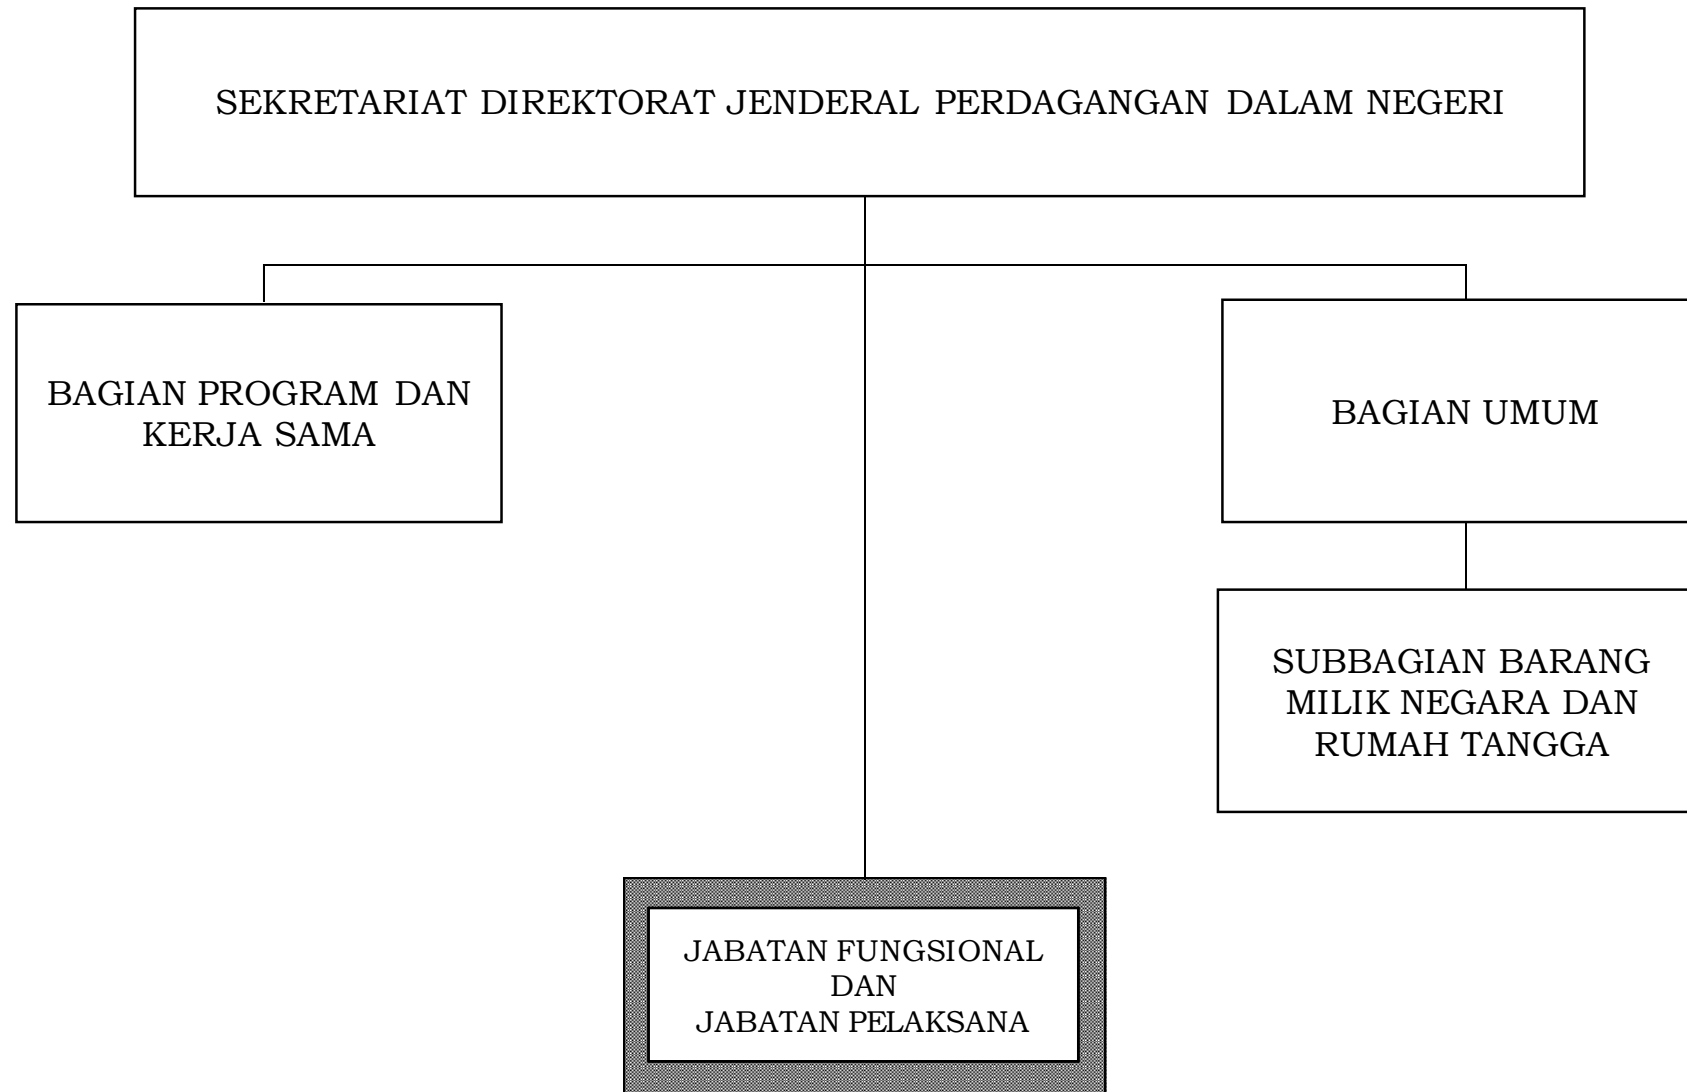 SEKRETARIAT DIREKTORAT JENDERAL PERDAGANGAN DALAM NEGERI
BAGIAN PROGRAM DAN
KERJA SAMA
BAGIAN UMUM
SUBBAGIAN BARANG
MILIK NEGARA DAN
RUMAH TANGGA
JABATAN FUNGSIONAL
DAN
JABATAN PELAKSANA